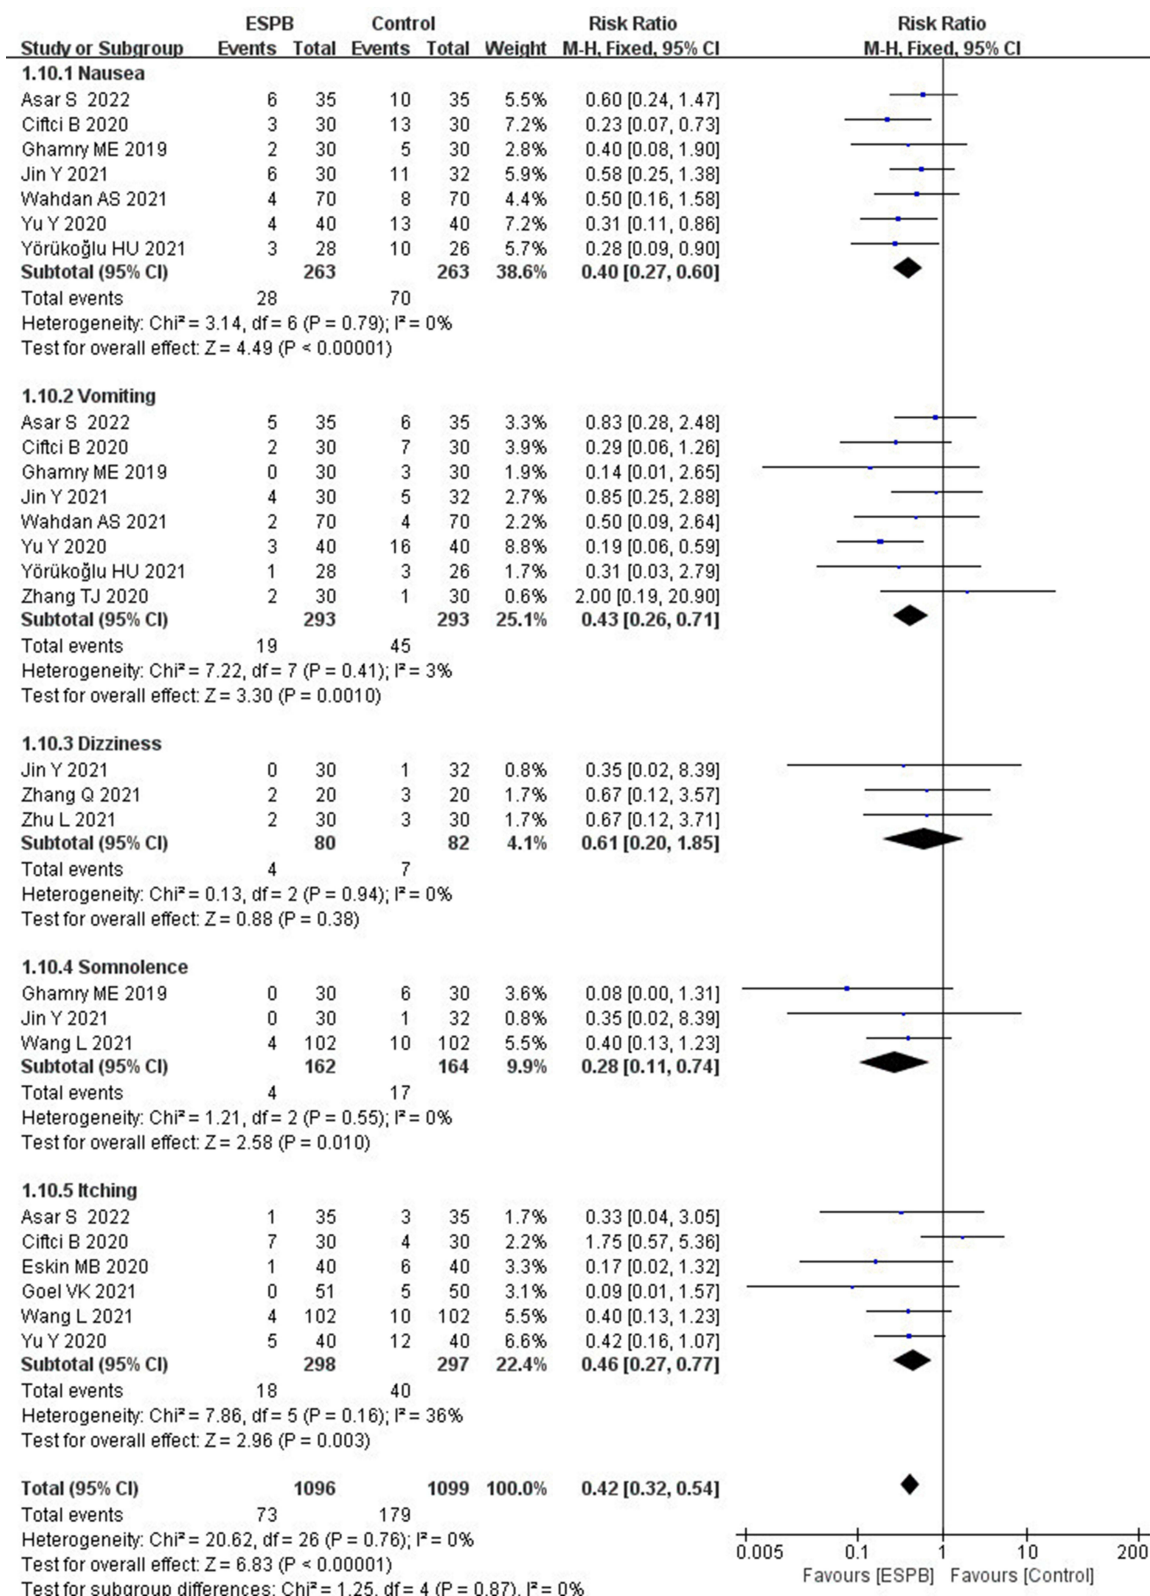 ESPB Control Risk Ratio Risk Ratio
Study or Subgroup Events Total Events Total Weight M-H, Fixed, 95% CI M-H, Fixed, 95% CI
1.10.1 Nausea
Asar S 2022 6 35 10 35 5.5% 0.60 [0.24, 1.47]
Ciftci B 2020 3 30 13 30 7.2% 0.23 [0.07, 0.73]
Ghamry ME 2019 2 30 5 30 2.8% 0.40 [0.08, 1.90]
Jin Y 2021 6 30 11 32 5.9% 0.58 [0.25, 1.38]
Wahdan AS 2021 4 70 8 70 4.4% 0.50 [0.16, 1.58]
Yu Y 2020 4 40 13 40 7.2% 0.31 [0.11, 0.86]
Yörükoğlu HU 2021 3 28 10 26 5.7% 0.28 [0.09, 0.90]
Subtotal (95% CI) 263 263 38.6% 0.40 [0.27, 0.60]
Total events 28 70
Heterogeneity: Chi² = 3.14, df = 6 (P = 0.79); I² = 0%
Test for overall effect: Z = 4.49 (P < 0.00001)
1.10.2 Vomiting
Asar S 2022 5 35 6 35 3.3% 0.83 [0.28, 2.48]
Ciftci B 2020 2 30 7 30 3.9% 0.29 [0.06, 1.26]
Ghamry ME 2019 0 30 3 30 1.9% 0.14 [0.01, 2.65]
Jin Y 2021 4 30 5 32 2.7% 0.85 [0.25, 2.88]
Wahdan AS 2021 2 70 4 70 2.2% 0.50 [0.09, 2.64]
Yu Y 2020 3 40 16 40 8.8% 0.19 [0.06, 0.59]
Yörükoğlu HU 2021 1 28 3 26 1.7% 0.31 [0.03, 2.79]
Zhang TJ 2020 2 30 1 30 0.6% 2.00 [0.19, 20.90]
Subtotal (95% CI) 293 293 25.1% 0.43 [0.26, 0.71]
Total events 19 45
Heterogeneity: Chi² = 7.22, df = 7 (P = 0.41); I² = 3%
Test for overall effect: Z = 3.30 (P = 0.0010)
1.10.3 Dizziness
Jin Y 2021 0 30 1 32 0.8% 0.35 [0.02, 8.39]
Zhang Q 2021 2 20 3 20 1.7% 0.67 [0.12, 3.57]
Zhu L 2021 2 30 3 30 1.7% 0.67 [0.12, 3.71]
Subtotal (95% CI) 80 82 4.1% 0.61 [0.20, 1.85]
Total events 4 7
Heterogeneity: Chi² = 0.13, df = 2 (P = 0.94); I² = 0%
Test for overall effect: Z = 0.88 (P = 0.38)
1.10.4 Somnolence
Ghamry ME 2019 0 30 6 30 3.6% 0.08 [0.00, 1.31]
Jin Y 2021 0 30 1 32 0.8% 0.35 [0.02, 8.39]
Wang L 2021 4 102 10 102 5.5% 0.40 [0.13, 1.23]
Subtotal (95% CI) 162 164 9.9% 0.28 [0.11, 0.74]
Total events 4 17
Heterogeneity: Chi² = 1.21, df = 2 (P = 0.55); I² = 0%
Test for overall effect: Z = 2.58 (P = 0.010)
1.10.5 Itching
Asar S 2022 1 35 3 35 1.7% 0.33 [0.04, 3.05]
Ciftci B 2020 7 30 4 30 2.2% 1.75 [0.57, 5.36]
Eskin MB 2020 1 40 6 40 3.3% 0.17 [0.02, 1.32]
Goel VK 2021 0 51 5 50 3.1% 0.09 [0.01, 1.57]
Wang L 2021 4 102 10 102 5.5% 0.40 [0.13, 1.23]
Yu Y 2020 5 40 12 40 6.6% 0.42 [0.16, 1.07]
Subtotal (95% CI) 298 297 22.4% 0.46 [0.27, 0.77]
Total events 18 40
Heterogeneity: Chi² = 7.86, df = 5 (P = 0.16); I² = 36%
Test for overall effect: Z = 2.96 (P = 0.003)
Total (95% CI) 1096 1099 100.0% 0.42 [0.32, 0.54]
Total events 73 179
Heterogeneity: Chi² = 20.62, df = 26 (P = 0.76); I² = 0%
Test for overall effect: Z = 6.83 (P < 0.00001)
Test for subgroup differences: Chi² = 1.25, df = 4 (P = 0.87), I² = 0%
0.005 0.1 1 10 200
Favours [ESPB] Favours [Control]